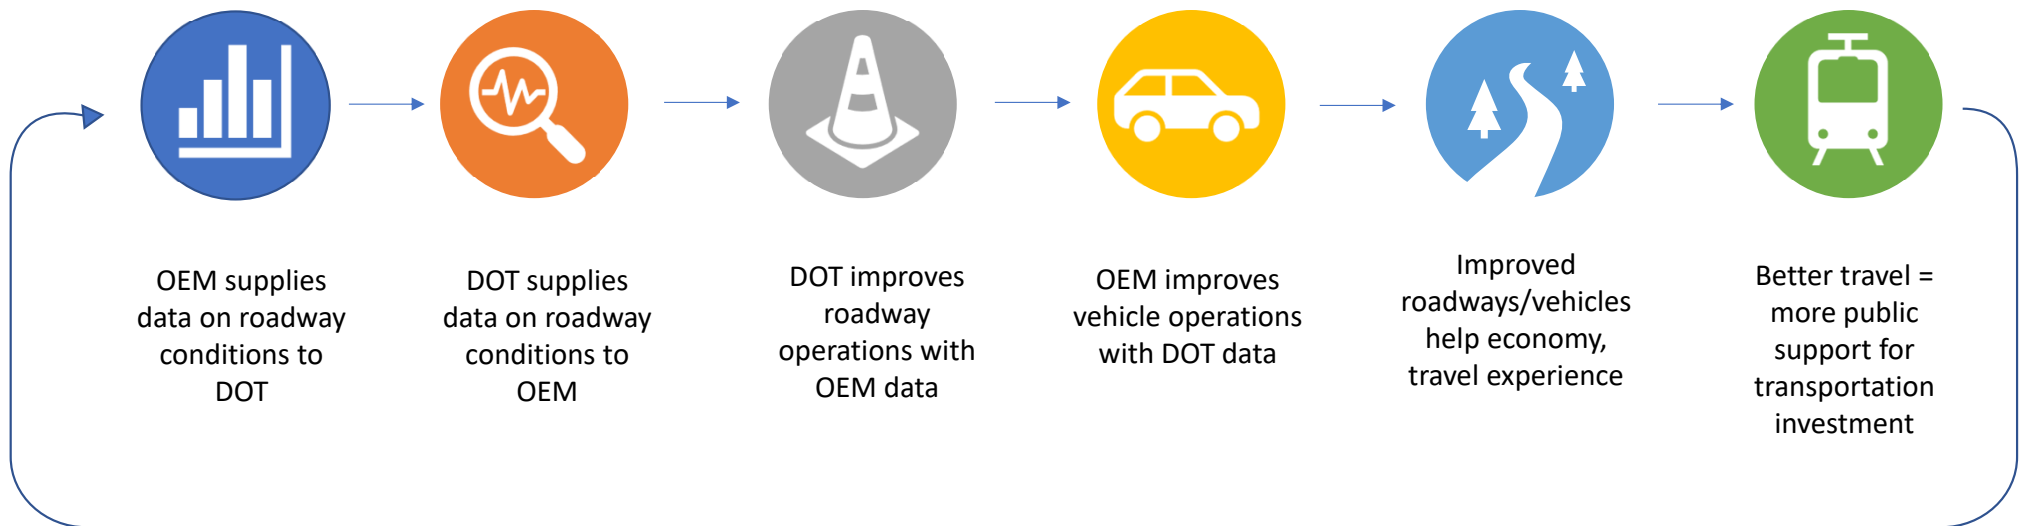 OEM supplies
data on roadway
conditions to
DOT
DOT supplies
data on roadway
conditions to
OEM
DOT improves
roadway
operations with
OEM data
OEM improves
vehicle operations
with DOT data
Improved
roadways/vehicles
help economy,
travel experience
Better travel =
more public
support for
transportation
investment